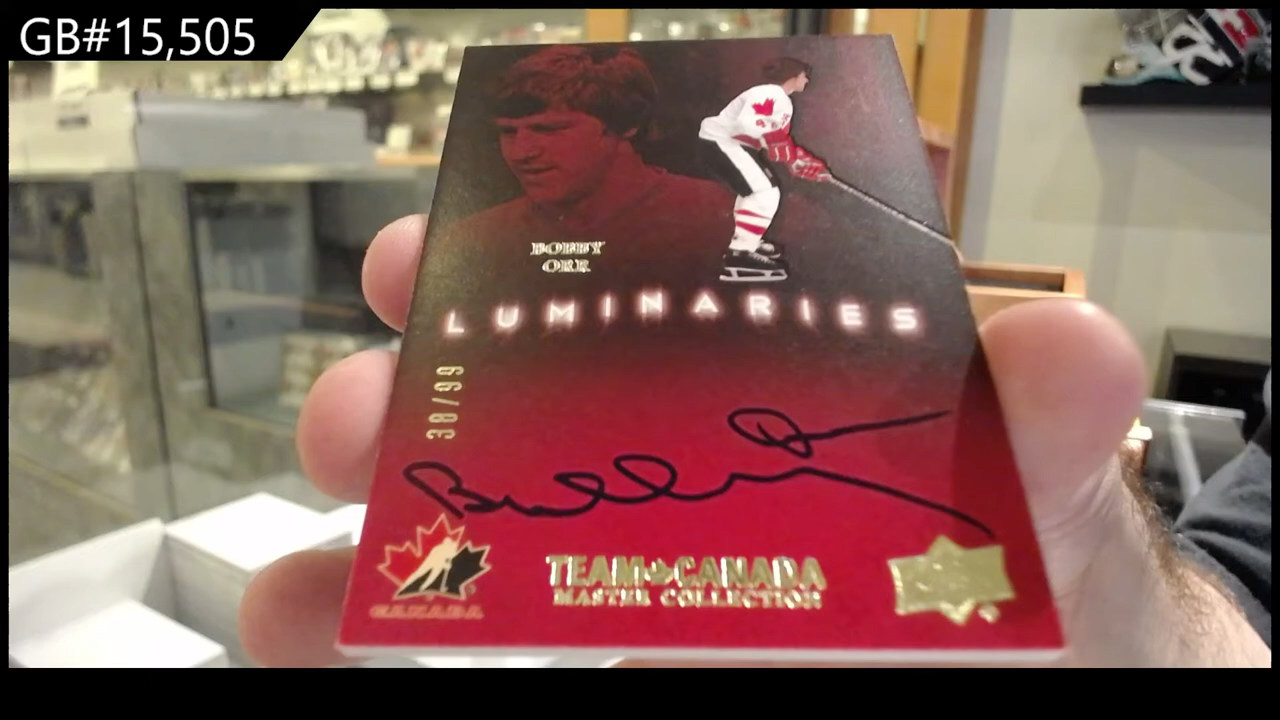 GB#15,505
BOBBY
ORR
LUMINARIES
38/99
CANADA
TEAM CANADA
MASTER COLLECTION